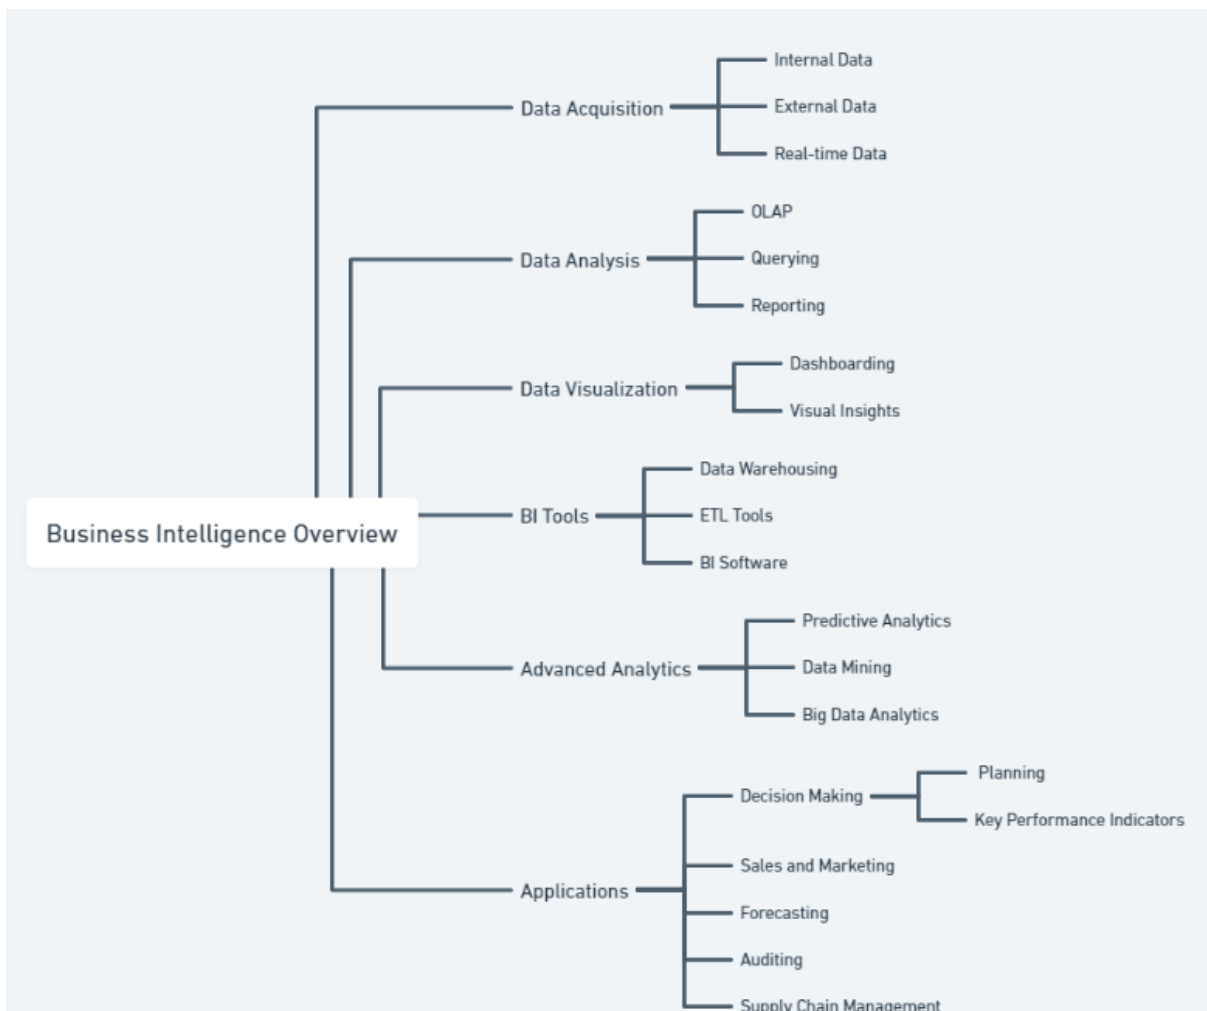 Internal Data
Data Acquisition
External Data
Real-time Data
OLAP
Data Analysis
Querying
Reporting
Dashboarding
Data Visualization
Visual Insights
Data Warehousing
BI Tools
ETL Tools
BI Software
Business Intelligence Overview
Predictive Analytics
Advanced Analytics
Data Mining
Big Data Analytics
Planning
Decision Making
Key Performance Indicators
Sales and Marketing
Applications
Forecasting
Auditing
Supply Chain Management